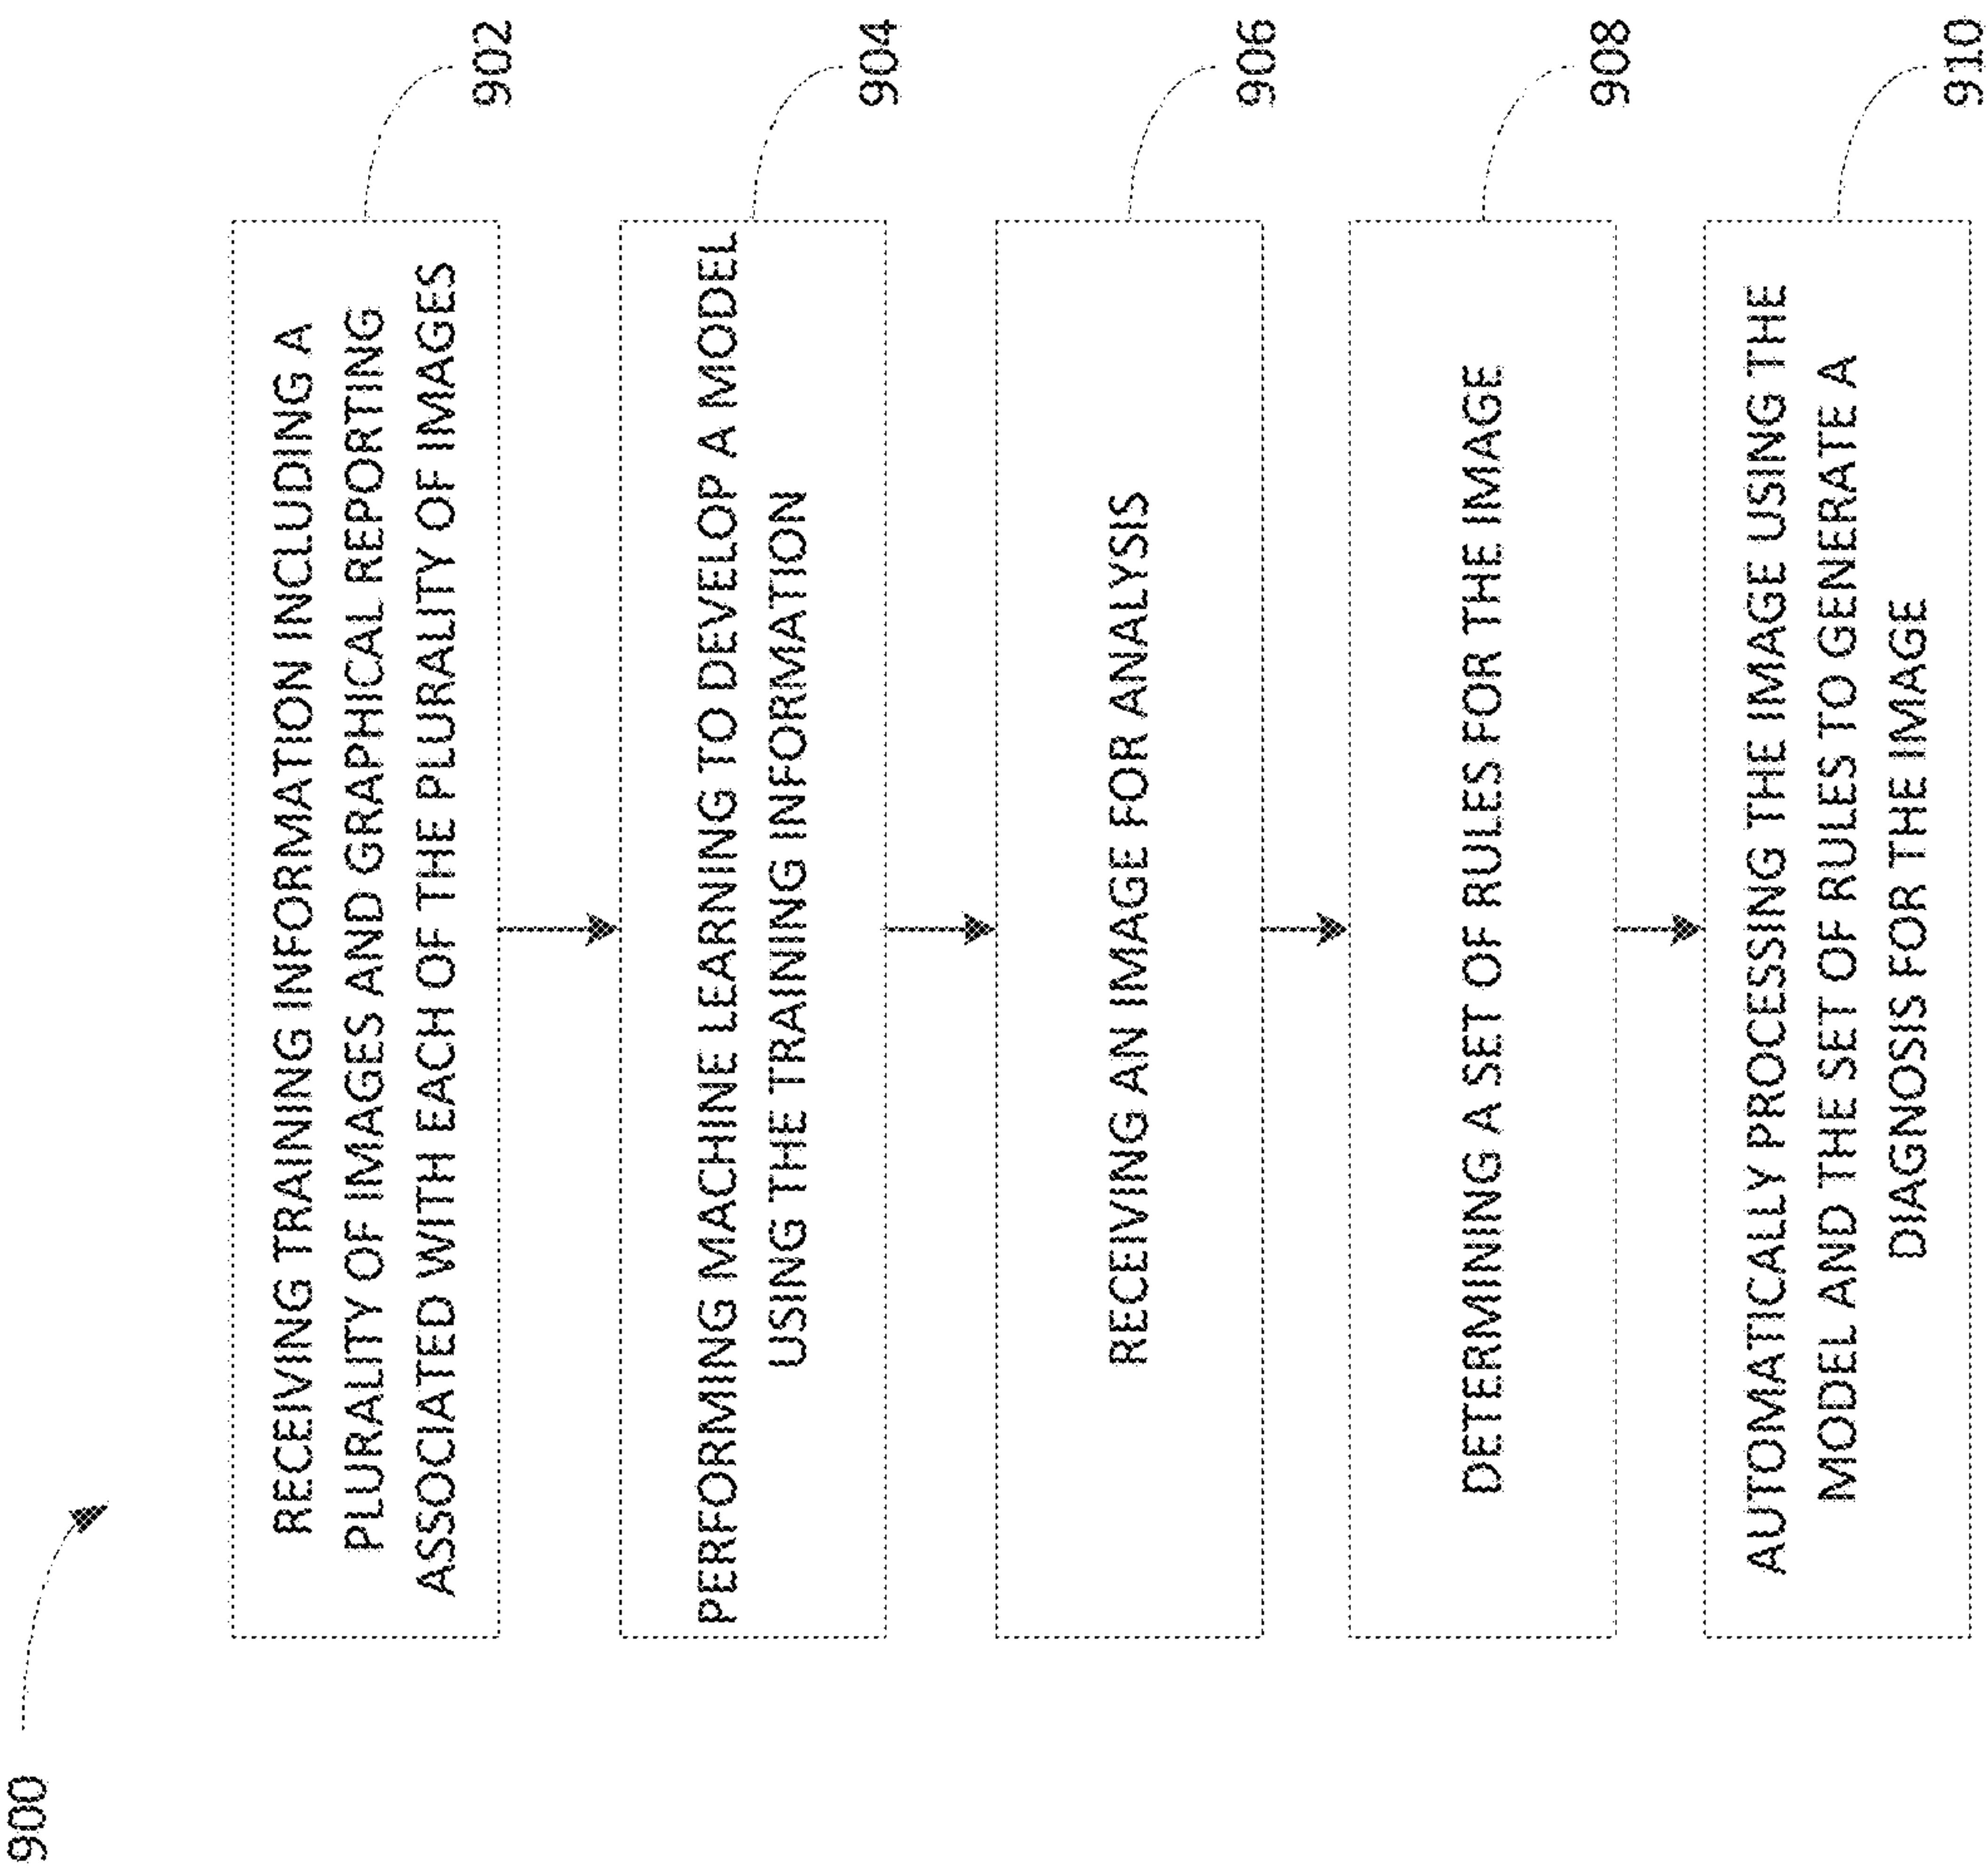 900
RECEIVING TRAINING INFORMATION INCLUDING A
PLURALITY OF IMAGES AND GRAPHICAL REPORTING
ASSOCIATED WITH EACH OF THE PLURALITY OF IMAGES
902
PERFORMING MACHINE LEARNING TO DEVELOP A MODEL
USING THE TRAINING INFORMATION
904
RECEIVING AN IMAGE FOR ANALYSIS
906
DETERMINING A SET OF RULES FOR THE IMAGE
908
AUTOMATICALLY PROCESSING THE IMAGE USING THE
MODEL AND THE SET OF RULES TO GENERATE A
DIAGNOSIS FOR THE IMAGE
910